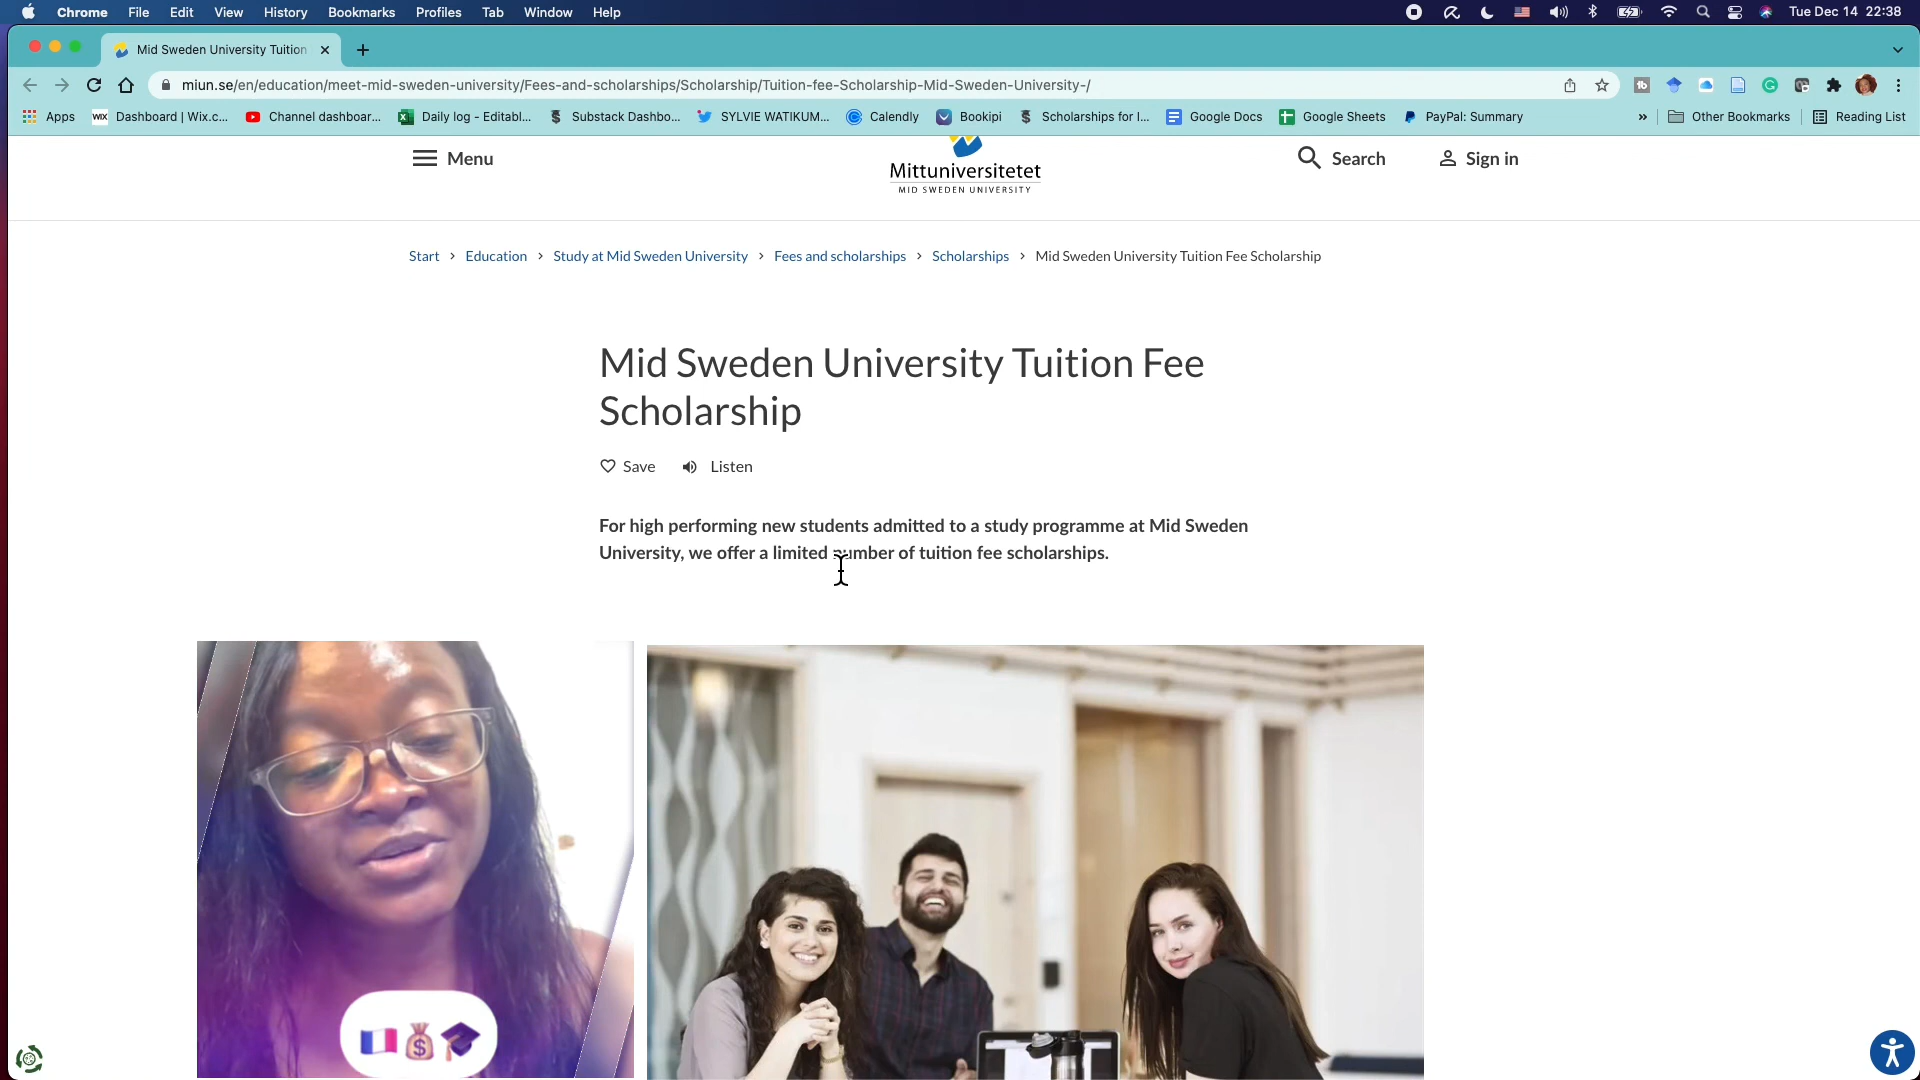 Chrome File Edit View History Bookmarks Profiles Tab Window Help Tue Dec 14 22:38
Mid Sweden University Tuition
miun.se/en/education/meet-mid-sweden-university/Fees-and-scholarships/Scholarship/Tuition-fee-Scholarship-Mid-Sweden-University-/
Apps WIX Dashboard | Wix.c... Channel dashboar... Daily log - Editabl... Substack Dashbo... SYLVIE WATIKUM... Calendly Bookipi Scholarships for I... Google Docs Google Sheets PayPal: Summary » Other Bookmarks Reading List
Menu Search Sign in
Mittuniversitetet
MID SWEDEN UNIVERSITY
Start > Education > Study at Mid Sweden University > Fees and scholarships > Scholarships > Mid Sweden University Tuition Fee Scholarship
Mid Sweden University Tuition Fee
Scholarship
Save Listen
For high performing new students admitted to a study programme at Mid Sweden
University, we offer a limited number of tuition fee scholarships.